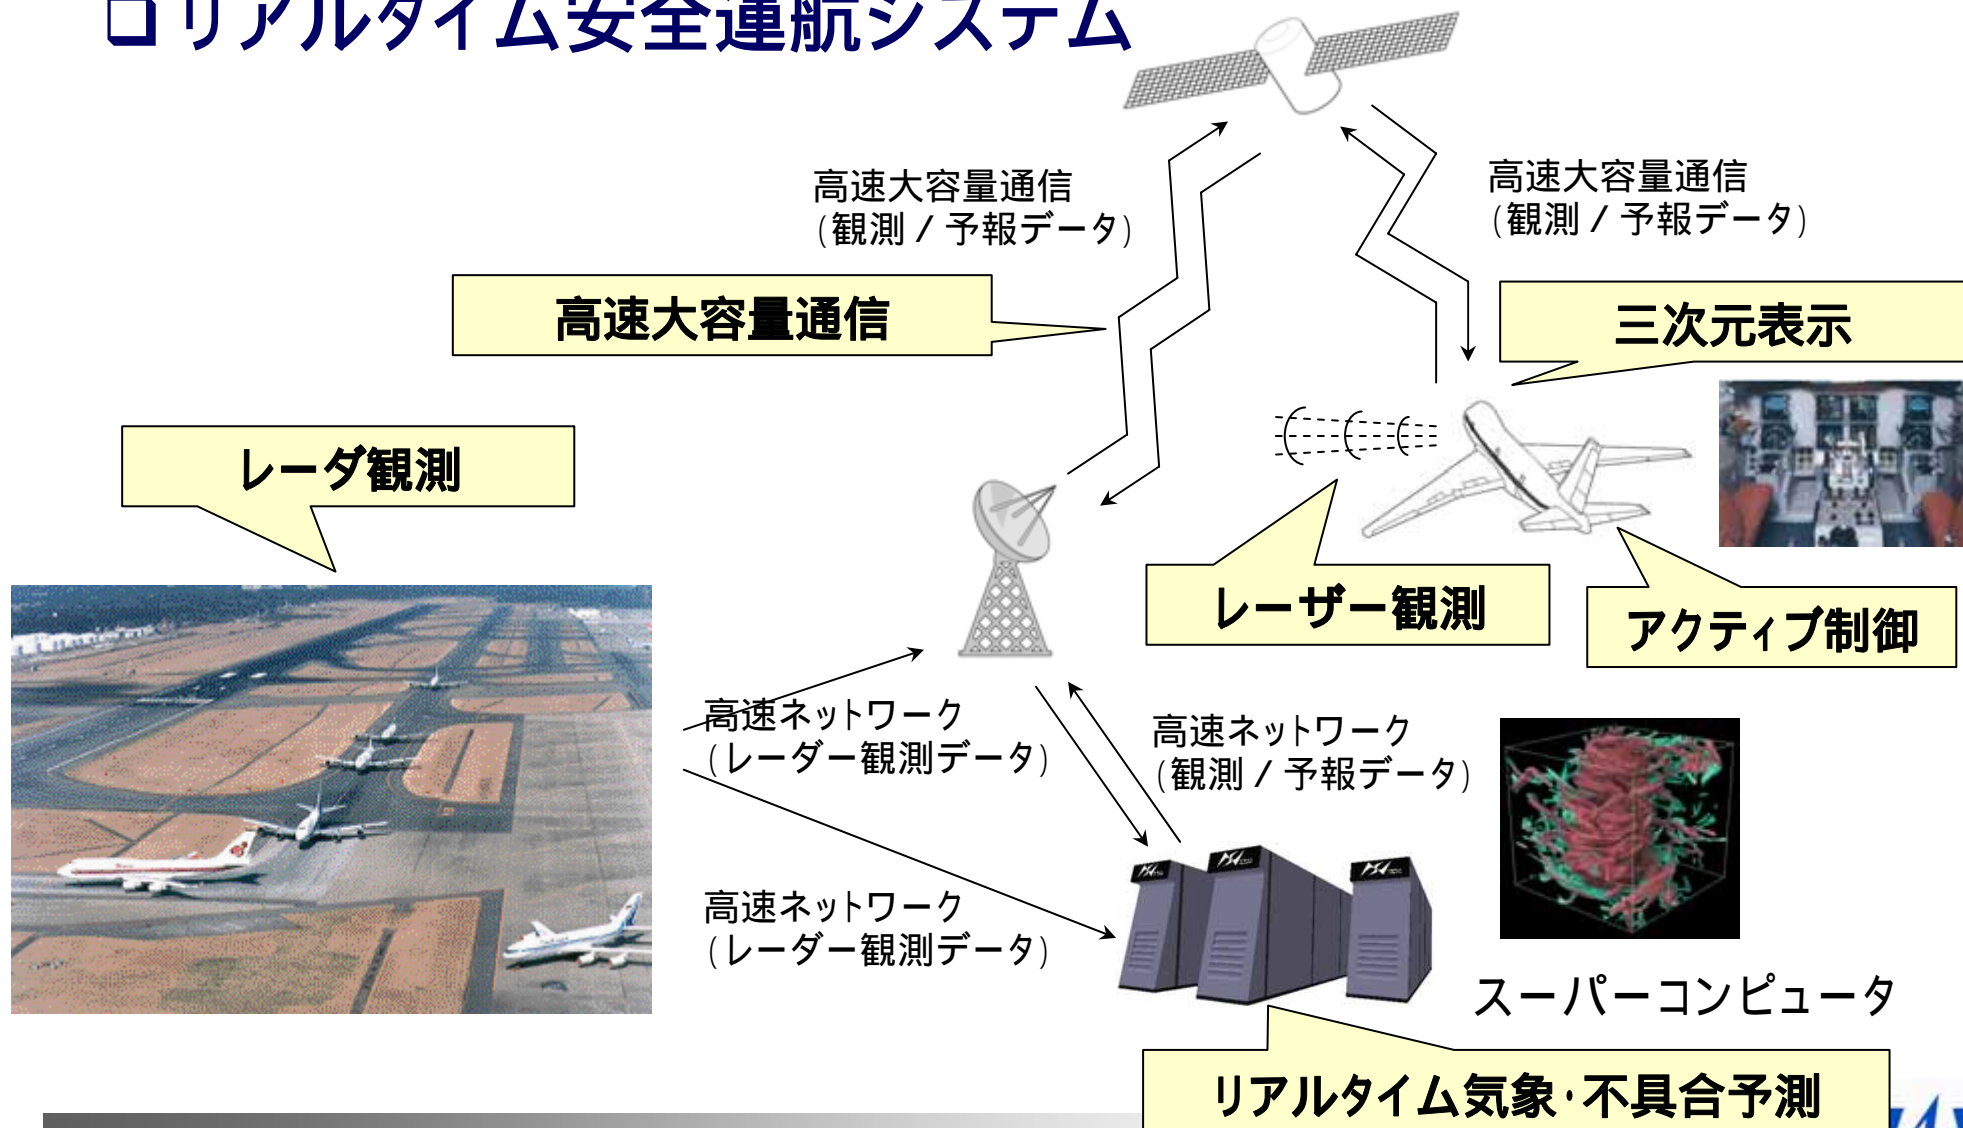 ❑リアルタイム安全運航システム
高速大容量通信
(観測 / 予報データ)
高速大容量通信
(観測 / 予報データ)
高速大容量通信
三次元表示
レーダ観測
レーザー観測
アクティブ制御
高速ネットワーク
(レーダー観測データ)
高速ネットワーク
(観測 / 予報データ)
高速ネットワーク
(レーダー観測データ)
スーパーコンピュータ
リアルタイム気象·不具合予測